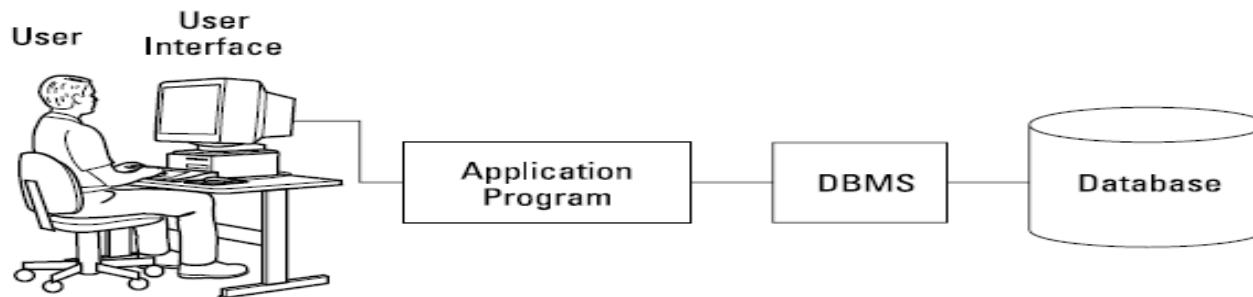 User
User
Interface
Application
Program
DBMS
Database